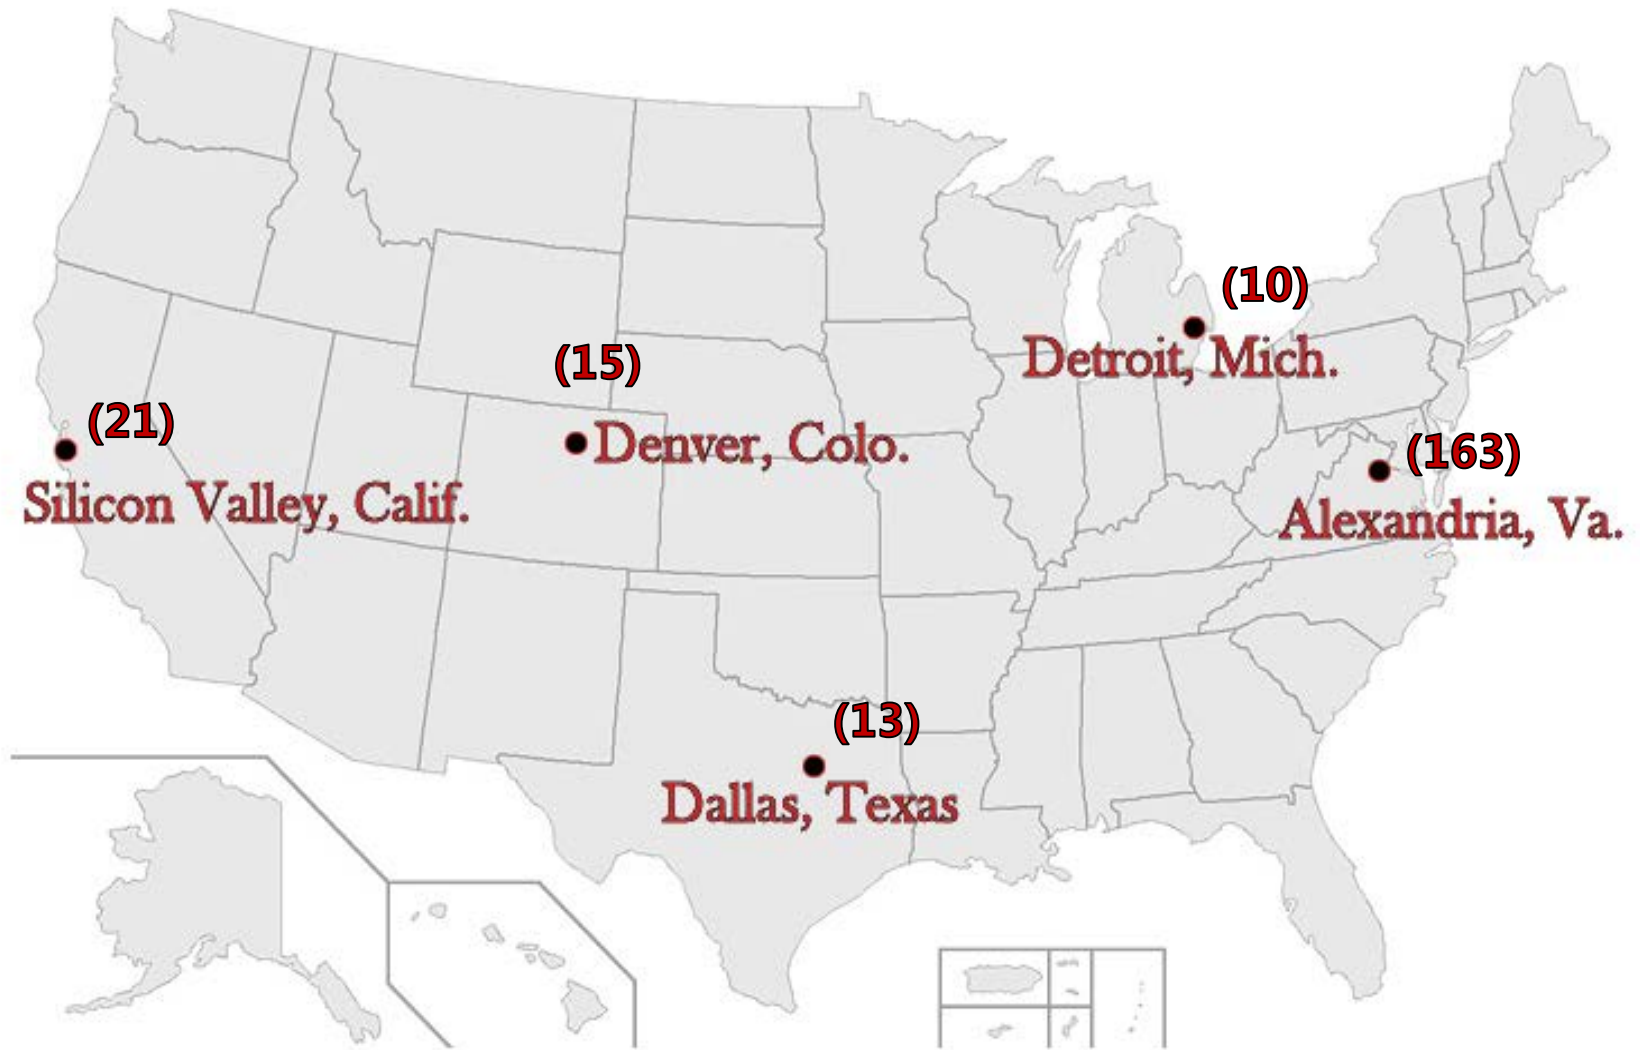 (10)
Detroit, Mich.
(15)
Denver, Colo.
(21)
Silicon Valley, Calif.
(163)
Alexandria, Va.
(13)
Dallas, Texas